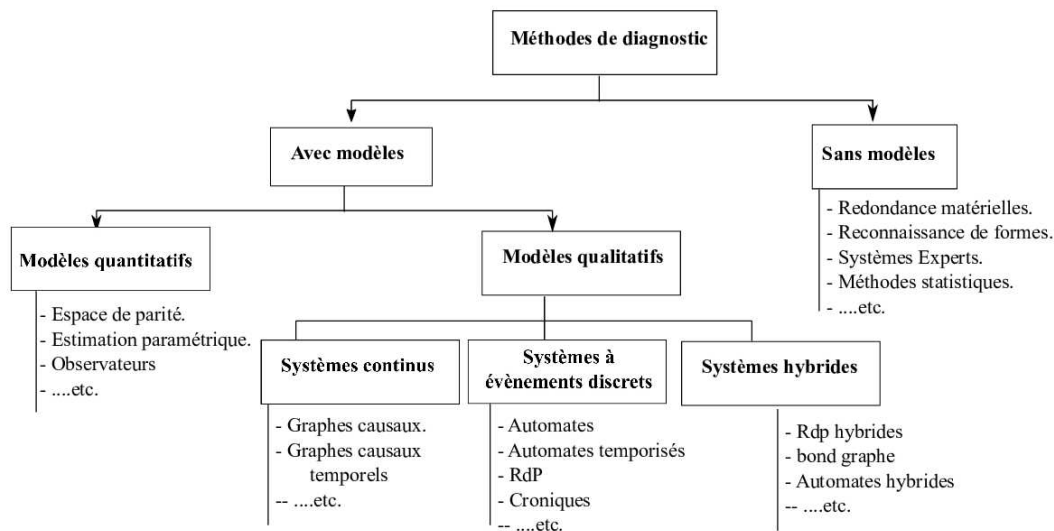 Méthodes de diagnostic
Avec modèles
Sans modèles
- Redondance matérielles.
- Reconnaissance de formes.
- Systèmes Experts.
- Méthodes statistiques.
- ....etc.
Modèles quantitatifs
- Espace de parité.
- Estimation paramétrique.
- Observateurs
- ....etc.
Modèles qualitatifs
Systèmes continus
- Graphes causaux.
- Graphes causaux
temporels
-- ....etc.
Systèmes à
évènements discrets
- Automates
- Automates temporisés
- RdP
- Croniques
-- ....etc.
Systèmes hybrides
- Rdp hybrides
- bond graphe
- Automates hybrides
-- ....etc.